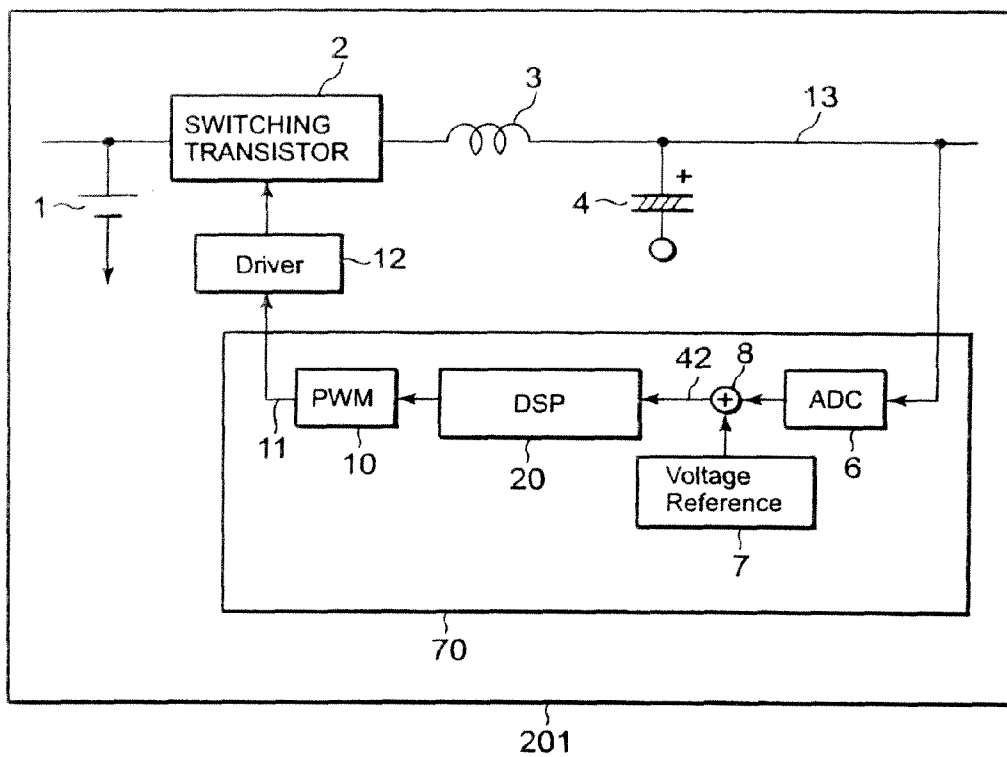 2
3
13
SWITCHING
TRANSISTOR
+
1
4
Driver
12
42
8
PWM
DSP
+
ADC
11
10
20
6
Voltage
Reference
7
70
201